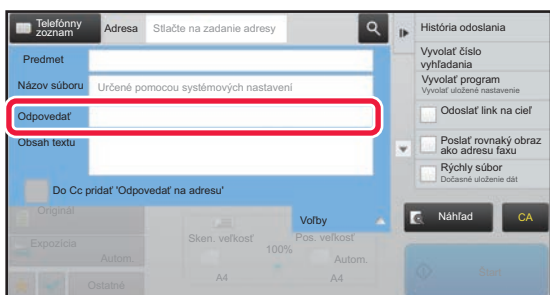 Telefónny
zoznam
Adresa
Stlačte na zadanie adresy
Predmet
Názov súboru
Určené pomocou systémových nastavení
Odpovedať
Obsah textu
Do Cc pridať 'Odpovedať na adresu'
Voľby
Originál
Expozícia
Autom.
Ostatné
Sken. veľkosť
100%
Pos. veľkosť
Autom.
A4
A4
História odoslania
Vyvolať číslo
vyhľadania
Vyvolať program
Vyvolať uložené nastavenie
Odoslať link na cieľ
Poslať rovnaký obraz
ako adresu faxu
Rýchly súbor
Dočasné uloženie dát
Náhľad
CA
Štart